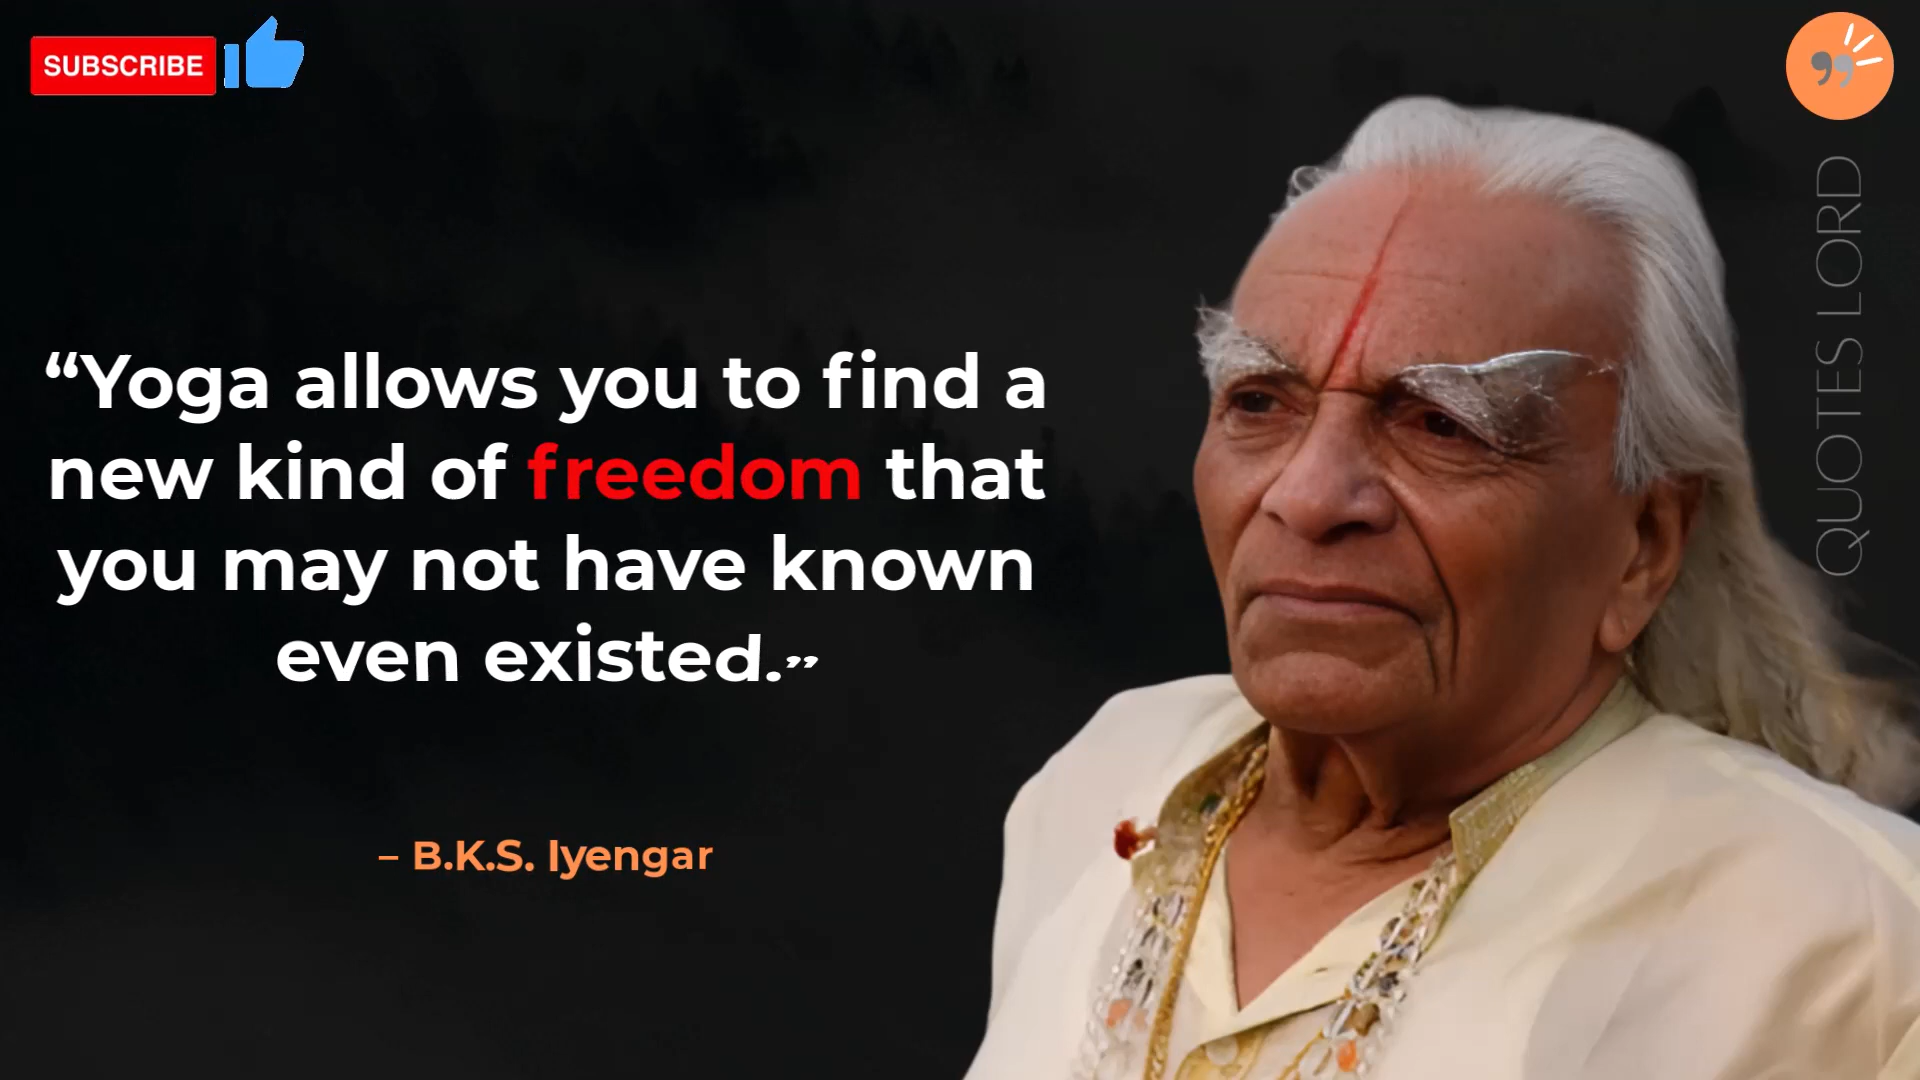 SUBSCRIBE
“Yoga allows you to find a
new kind of freedom that
you may not have known
even existed.”
– B.K.S. Iyengar
QUOTES LORD